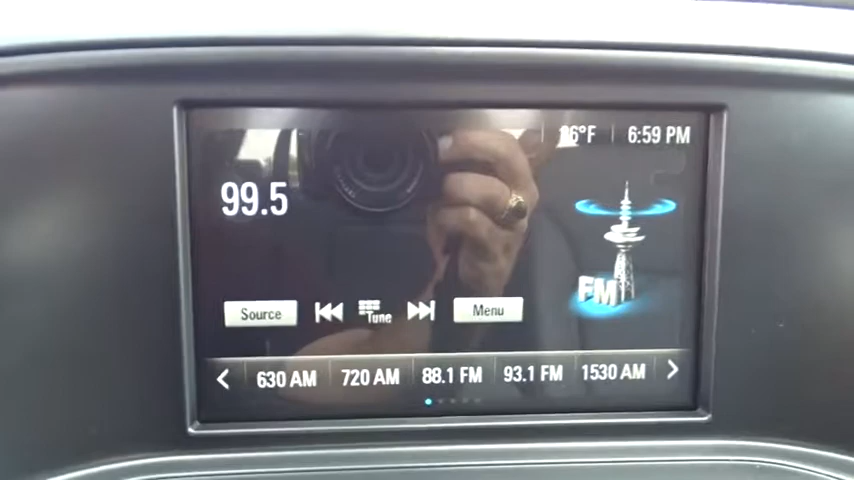 6:59 PM
99.5
FM
Source Tune Menu
630 AM 720 AM 88.1 FM 93.1 FM 1530 AM